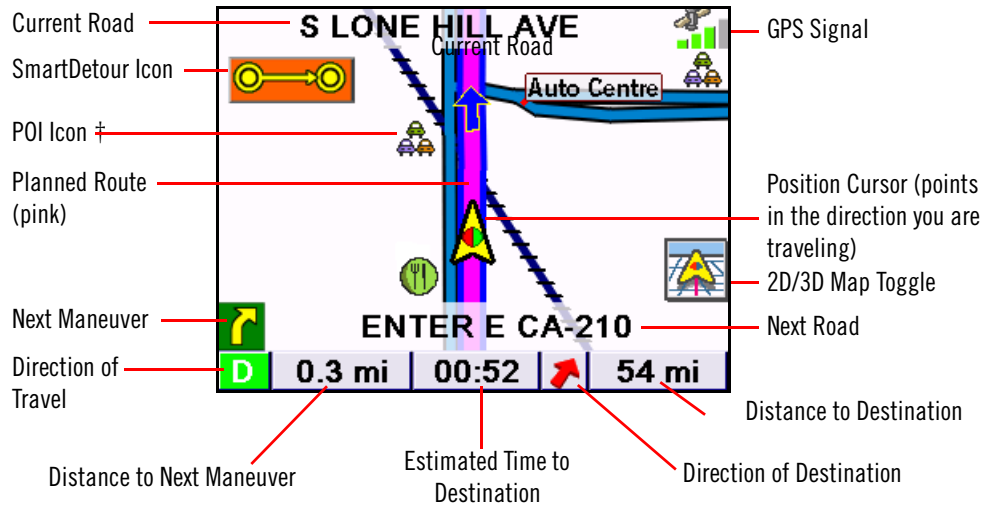 Current Road
S LONE HILL AVE
GPS Signal
Current Road
SmartDetour Icon
Auto Centre
POI Icon ‡
Planned Route
(pink)
Position Cursor (points
in the direction you are
traveling)
2D/3D Map Toggle
Next Maneuver
ENTER E CA-210
Next Road
Direction of
Travel
D
0.3 mi
00:52
54 mi
Distance to Destination
Distance to Next Maneuver
Estimated Time to
Destination
Direction of Destination